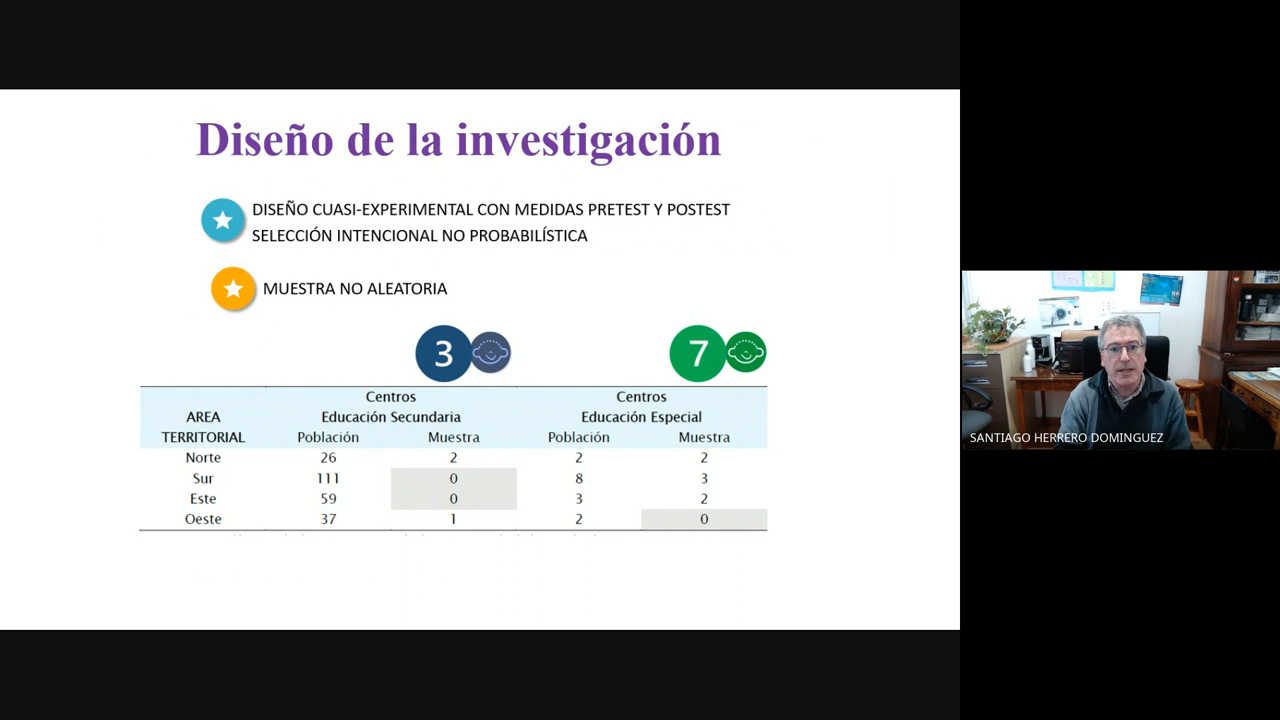 Diseño de la investigación
DISEÑO CUASI-EXPERIMENTAL CON MEDIDAS PRETEST Y POSTEST
SELECCIÓN INTENCIONAL NO PROBABILÍSTICA
MUESTRA NO ALEATORIA
3 7
Centros Centros
AREA Educación Secundaria Educación Especial
TERRITORIAL Población Muestra Población Muestra
Norte 26 2 2 2
Sur 111 0 8 3
Este 59 0 3 2
Oeste 37 1 2 0
SANTIAGO HERRERO DOMINGUEZ